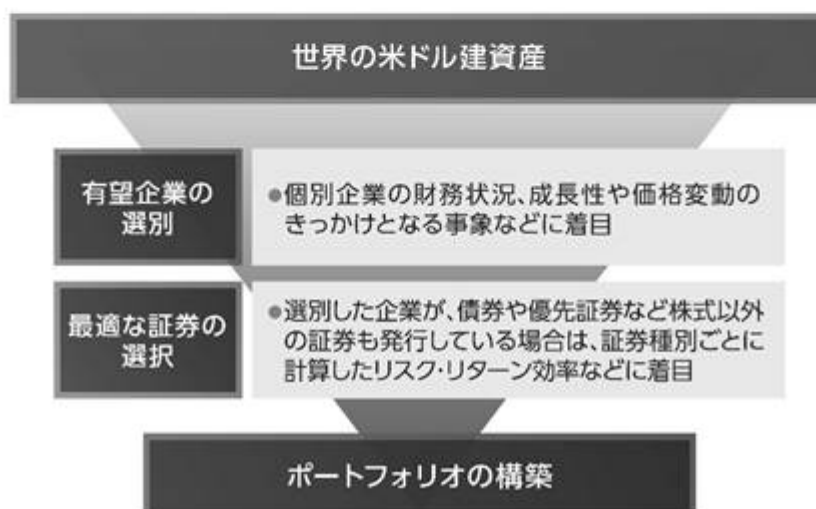 世界の米ドル建資産
有望企業の
選別
●個別企業の財務状況、成長性や価格変動の
きっかけとなる事象などに着目
最適な証券の
選択
●選別した企業が、債券や優先証券など株式以外
の証券も発行している場合は、証券種別ごとに
計算したリスク・リターン効率などに着目
ポートフォリオの構築